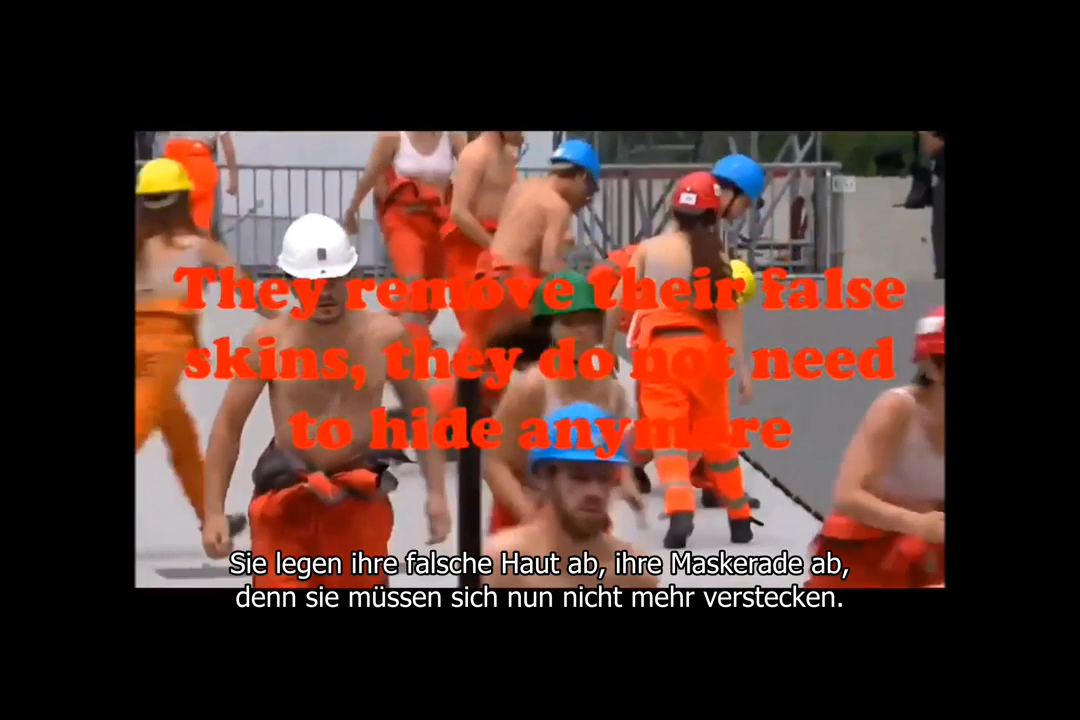 They remove their false
skins, they do not need
to hide anymore
Sie legen ihre falsche Haut ab, ihre Maskerade ab,
denn sie müssen sich nun nicht mehr verstecken.